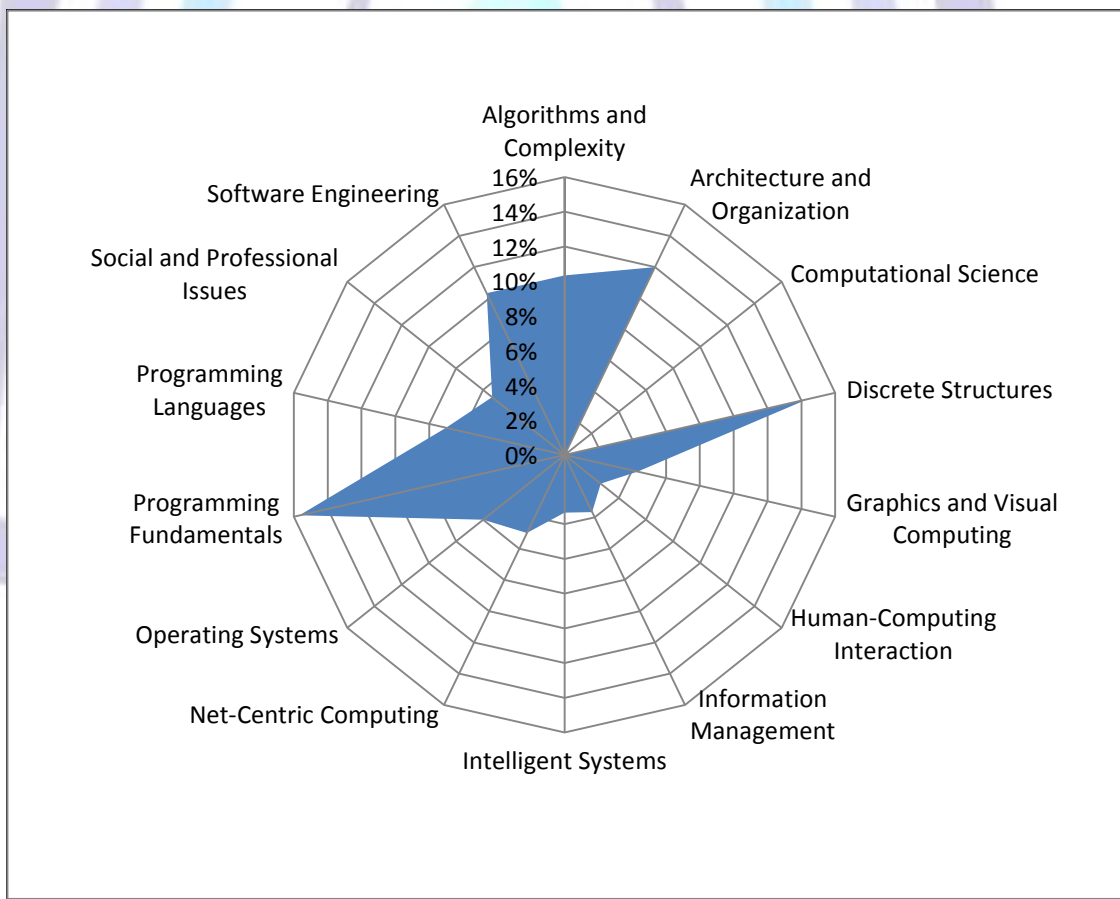 Algorithms and
Complexity
Architecture and
Organization
Computational Science
Discrete Structures
Graphics and Visual
Computing
Human-Computing
Interaction
Information
Management
Intelligent Systems
Net-Centric Computing
Operating Systems
Programming
Fundamentals
Programming
Languages
Social and Professional
Issues
Software Engineering
16%
14%
12%
10%
8%
6%
4%
2%
0%